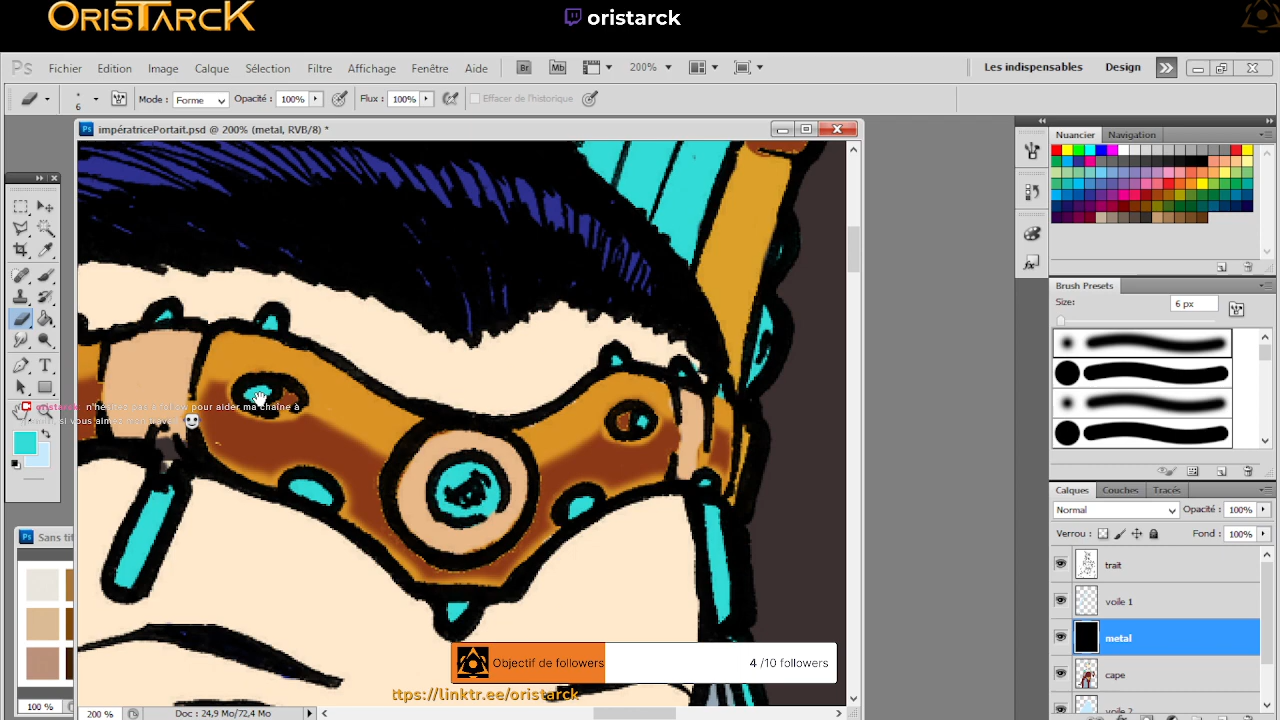 ORISTARCK
oristarck
Ps Fichier Edition Image Calque Sélection Filtre Affichage Fenêtre Aide Br Mb 200% Les indispensables Design
6 Mode : Forme Opacité : 100% Flux : 100% Effacer de l'historique
Ps impératricePortait.psd @ 200% (metal, RVB/8) *
Nuancier Navigation
Brush Presets
Size: 6 px
oristarck: n'hésitez pas a follow pour aider ma chaîne à
si vous aimez mon travail
Calques Couches Tracés
Normal Opacité : 100%
Verrou : Fond : 100%
trait
voile 1
metal
cape
voile 2
Ps Sans tit
100 %
Objectif de followers 4 /10 followers
ttps://linktr.ee/oristarck
200 % Doc : 24,9 Mo/72,4 Mo